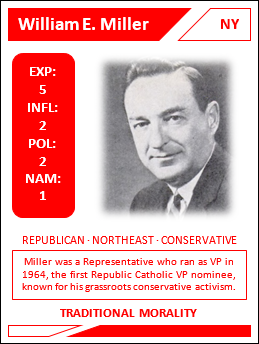 William E. Miller
NY
EXP:
5
INFL:
2
POL:
2
NAM:
1
REPUBLICAN · NORTHEAST · CONSERVATIVE
Miller was a Representative who ran as VP in
1964, the first Republic Catholic VP nominee,
known for his grassroots conservative activism.
TRADITIONAL MORALITY